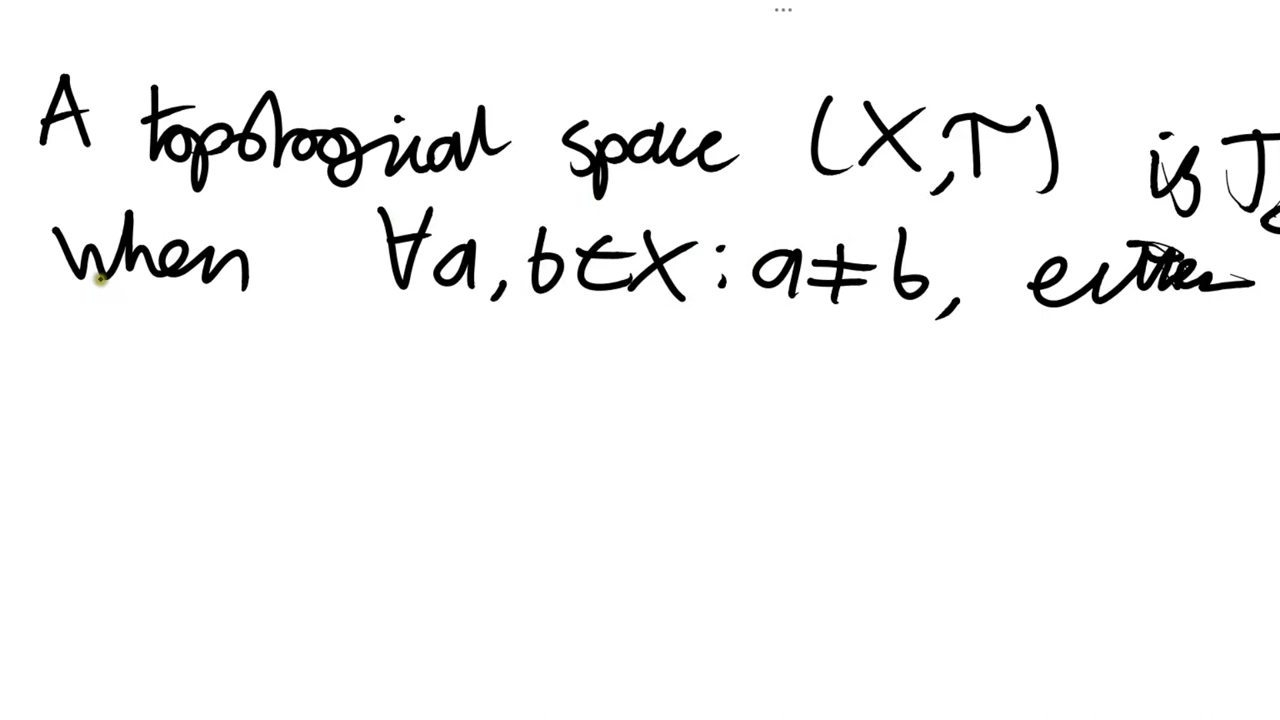 A topological space (X,T) is
when ∀a, b∈X : a≠b, either